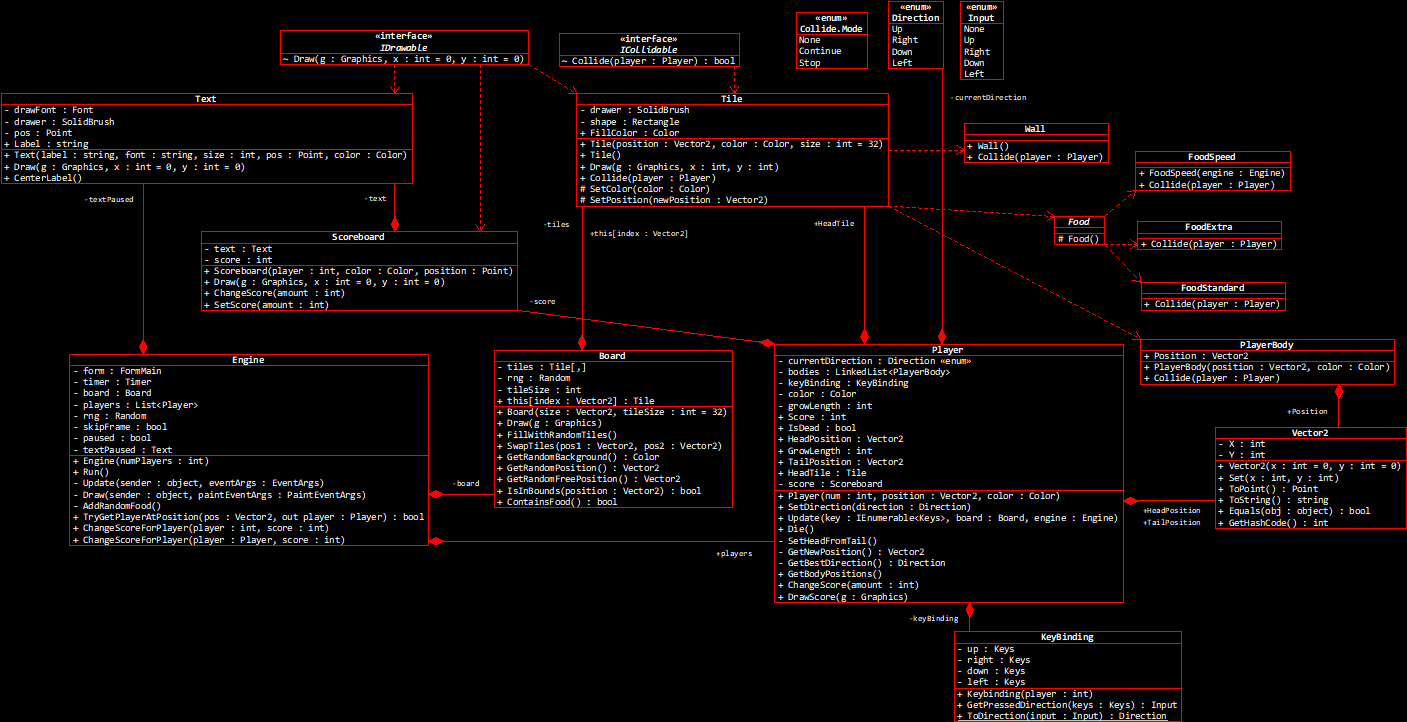 «interface»
IDrawable
~ Draw(g : Graphics, x : int = 0, y : int = 0)
«interface»
ICollidable
~ Collide(player : Player) : bool
«enum»
Collide.Mode
None
Continue
Stop
«enum»
Direction
Up
Right
Down
Left
«enum»
Input
None
Up
Right
Down
Left
Text
- drawFont : Font
- drawer : SolidBrush
- pos : Point
+ Label : string
+ Text(label : string, font : string, size : int, pos : Point, color : Color)
+ Draw(g : Graphics, x : int = 0, y : int = 0)
+ CenterLabel()
Tile
- drawer : SolidBrush
- shape : Rectangle
+ FillColor : Color
+ Tile(position : Vector2, color : Color, size : int = 32)
+ Tile()
+ Draw(g : Graphics, x : int, y : int)
+ Collide(player : Player)
# SetColor(color : Color)
# SetPosition(newPosition : Vector2)
-currentDirection
Wall
+ Wall()
+ Collide(player : Player)
FoodSpeed
+ FoodSpeed(engine : Engine)
+ Collide(player : Player)
Food
# Food()
FoodExtra
+ Collide(player : Player)
FoodStandard
+ Collide(player : Player)
-textPaused
-text
-tiles
+this[index : Vector2]
+HeadTile
Scoreboard
- text : Text
- score : int
+ Scoreboard(player : int, color : Color, position : Point)
+ Draw(g : Graphics, x : int = 0, y : int = 0)
+ ChangeScore(amount : int)
+ SetScore(amount : int)
-score
Engine
- form : FormMain
- timer : Timer
- board : Board
- players : List<Player>
- rng : Random
- skipFrame : bool
- paused : bool
- textPaused : Text
+ Engine(numPlayers : int)
+ Run()
- Update(sender : object, eventArgs : EventArgs)
- Draw(sender : object, paintEventArgs : PaintEventArgs)
- AddRandomFood()
+ TryGetPlayerAtPosition(pos : Vector2, out player : Player) : bool
+ ChangeScoreForPlayer(player : int, score : int)
+ ChangeScoreForPlayer(player : Player, score : int)
-board
+players
Board
- tiles : Tile[,]
- rng : Random
- tileSize : int
+ this[index : Vector2] : Tile
+ Board(size : Vector2, tileSize : int = 32)
+ Draw(g : Graphics)
+ FillWithRandomTiles()
+ SwapTiles(pos1 : Vector2, pos2 : Vector2)
+ GetRandomBackground() : Color
+ GetRandomPosition() : Vector2
+ GetRandomFreePosition() : Vector2
+ IsInBounds(position : Vector2) : bool
+ ContainsFood() : bool
Player
- currentDirection : Direction «enum»
- bodies : LinkedList<PlayerBody>
- keyBinding : KeyBinding
- color : Color
- growLength : int
+ Score : int
+ IsDead : bool
+ HeadPosition : Vector2
+ GrowLength : int
+ TailPosition : Vector2
+ HeadTile : Tile
- score : Scoreboard
+ Player(num : int, position : Vector2, color : Color)
+ SetDirection(direction : Direction)
+ Update(key : IEnumerable<Keys>, board : Board, engine : Engine)
+ Die()
- SetHeadFromTail()
- GetNewPosition() : Vector2
- GetBestDirection() : Direction
+ GetBodyPositions()
+ ChangeScore(amount : int)
+ DrawScore(g : Graphics)
PlayerBody
+ Position : Vector2
+ PlayerBody(position : Vector2, color : Color)
+ Collide(player : Player)
+Position
Vector2
- X : int
- Y : int
+ Vector2(x : int = 0, y : int = 0)
+ Set(x : int, y : int)
+ ToPoint() : Point
+ ToString() : string
+ Equals(obj : object) : bool
+ GetHashCode() : int
+HeadPosition
+TailPosition
-keyBinding
KeyBinding
- up : Keys
- right : Keys
- down : Keys
- left : Keys
+ Keybinding(player : int)
+ GetPressedDirection(keys : Keys) : Input
+ ToDirection(input : Input) : Direction